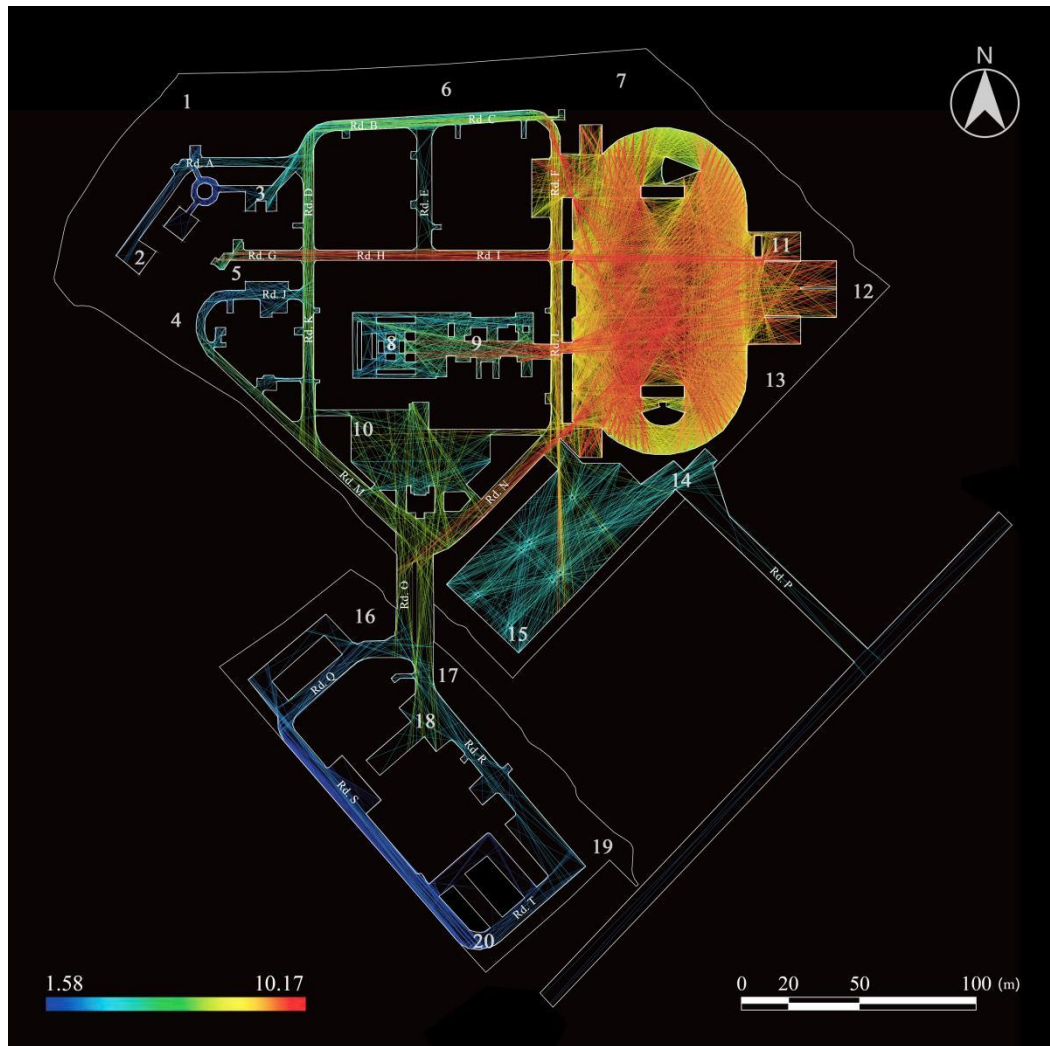 N
7
6
1
Rd. B
Rd. C
Rd. A
Rd. D
Rd. E
Rd. F
3
2
11
Rd. G
Rd. H
Rd. I
5
12
Rd. J
4
Rd. K
8
9
Rd. L
13
10
Rd. M
Rd. N
14
Rd. O
Rd. P
16
15
Rd. Q
17
18
Rd. R
Rd. S
19
Rd. T
20
1.58 10.17
0 20 50 100 (m)